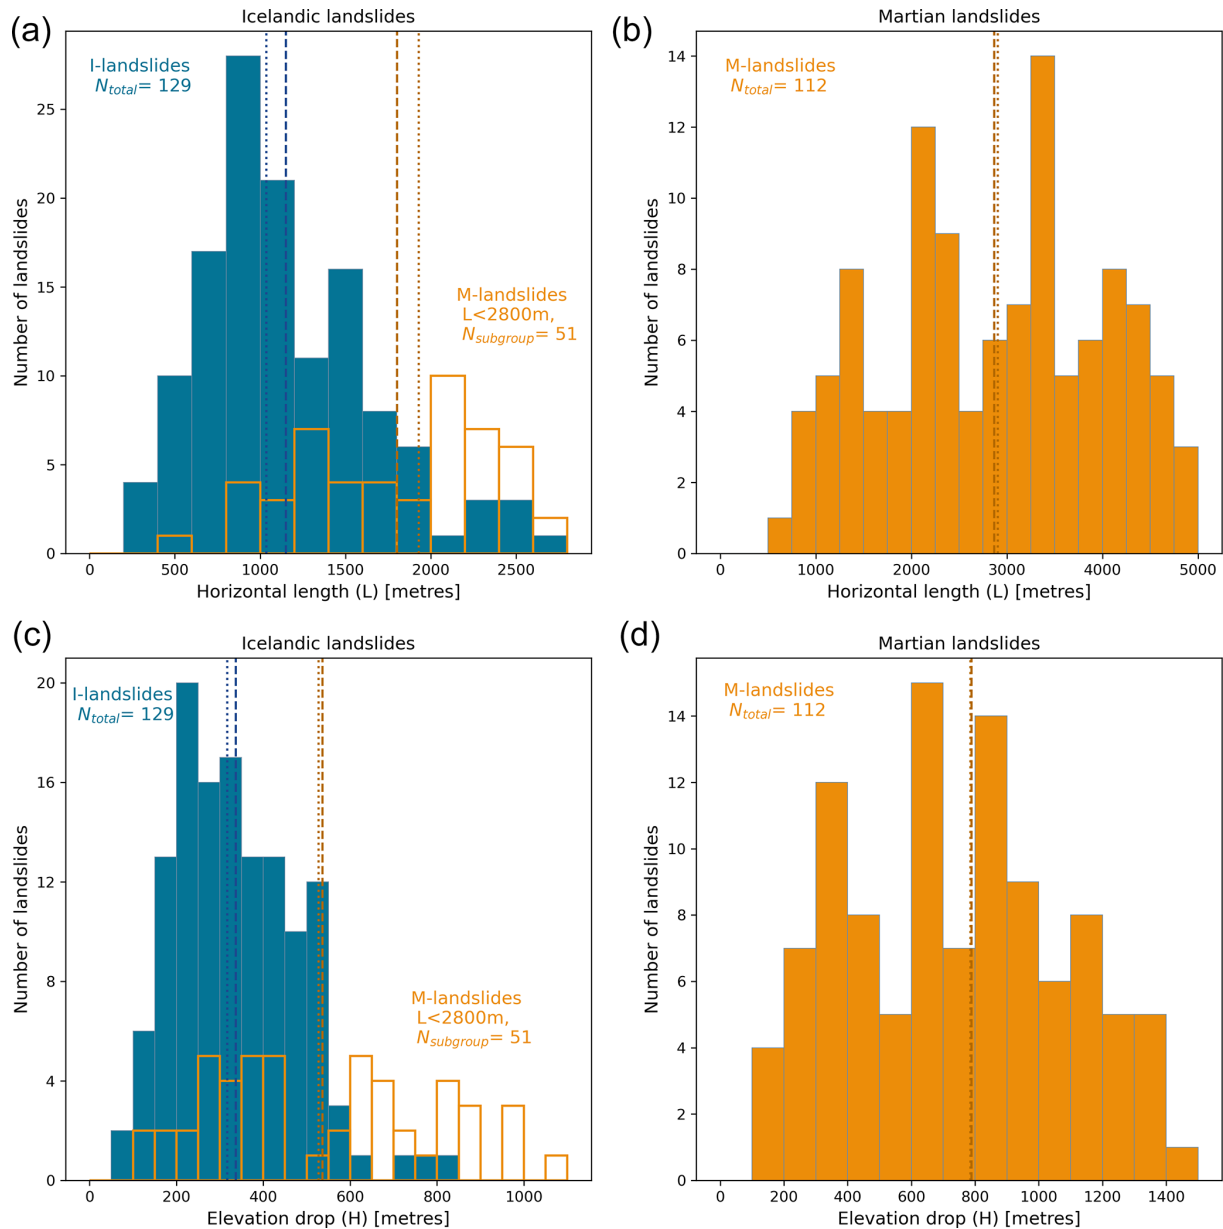 (a)
Icelandic landslides
I-landslides
N_total= 129
M-landslides
L<2800m,
N_subgroup= 51
Number of landslides
25
20
15
10
5
0
0 500 1000 1500 2000 2500
Horizontal length (L) [metres]
(b)
Martian landslides
M-landslides
N_total= 112
Number of landslides
14
12
10
8
6
4
2
0
0 1000 2000 3000 4000 5000
Horizontal length (L) [metres]
(c)
Icelandic landslides
I-landslides
N_total= 129
M-landslides
L<2800m,
N_subgroup= 51
Number of landslides
20
16
12
8
4
0
0 200 400 600 800 1000
Elevation drop (H) [metres]
(d)
Martian landslides
M-landslides
N_total= 112
Number of landslides
14
12
10
8
6
4
2
0
0 200 400 600 800 1000 1200 1400
Elevation drop (H) [metres]